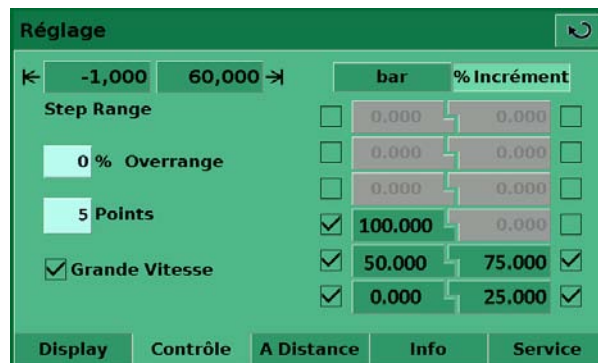 Réglage
-1,000 60,000
bar % Incrément
Step Range
0.000 0.000
0 % Overrange
0.000 0.000
0.000 0.000
5 Points
100.000 0.000
Grande Vitesse
50.000 75.000
0.000 25.000
Display Contrôle A Distance Info Service